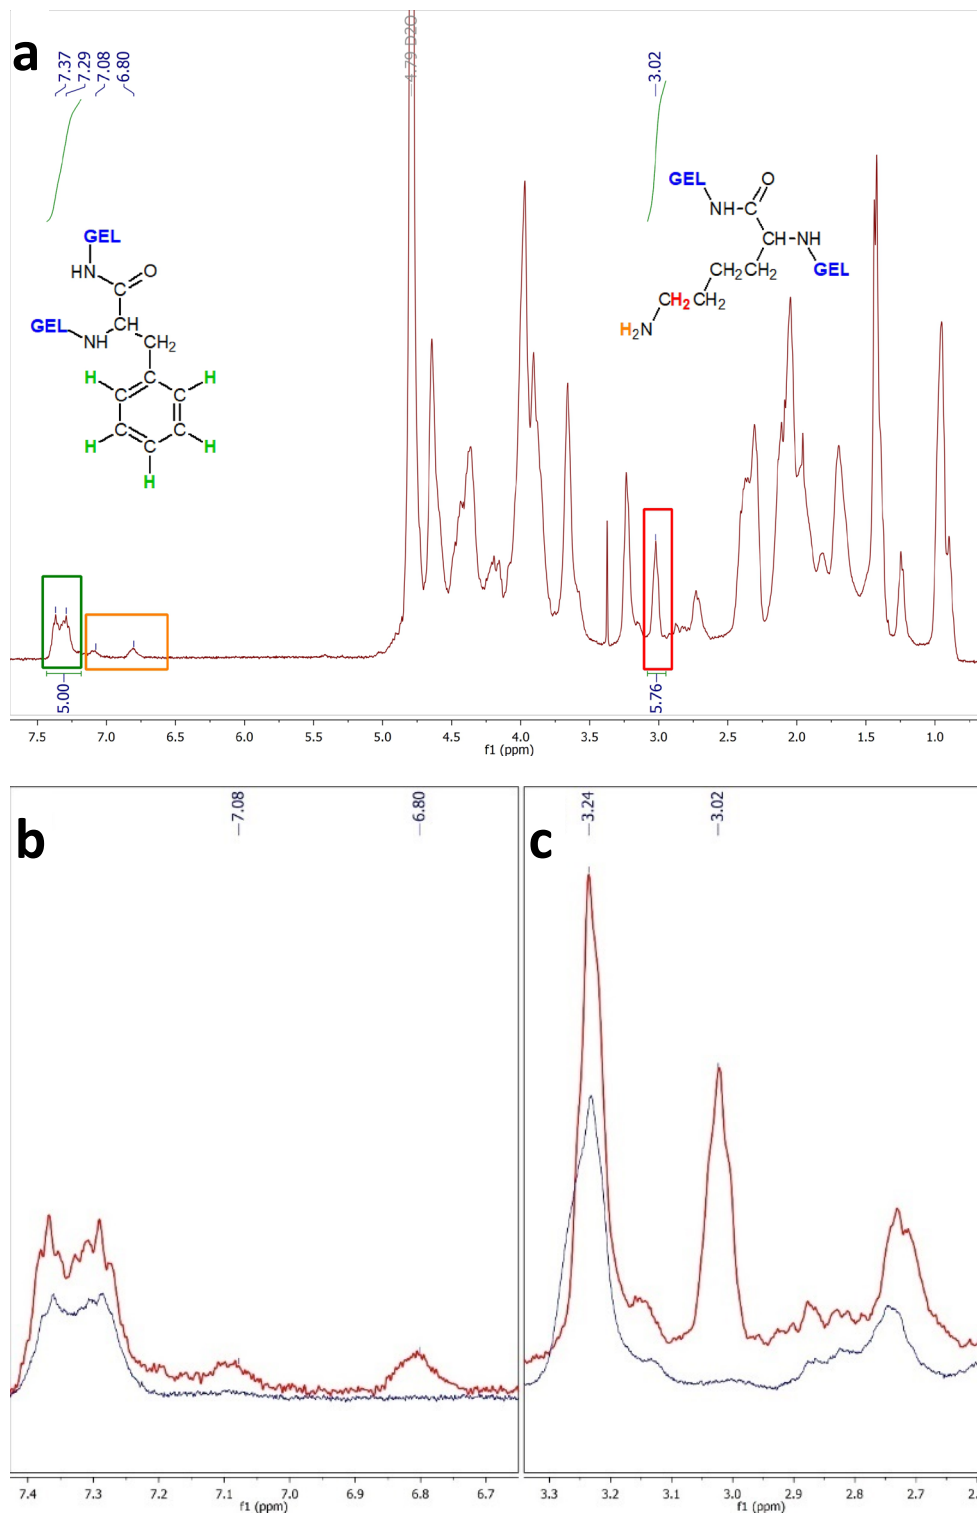 a
7.37
7.29
7.08
6.80
4.79 D2O
3.02
GEL
HN
C
O
GEL
NH
CH
CH2
H
C
H
C
C
C
C
H
C
H
H
GEL
O
NH
C
CH
NH
GEL
CH2
CH2
CH2
CH2
H2N
5.00
5.76
7.5 7.0 6.5 6.0 5.0 4.5 4.0 3.5 3.0 2.5 2.0 1.5 1.0
f1 (ppm)
b
7.08
6.80
7.4 7.3 7.2 7.1 7.0 6.9 6.8 6.7
f1 (ppm)
c
3.24
3.02
3.3 3.2 3.1 3.0 2.9 2.8 2.7
f1 (ppm)